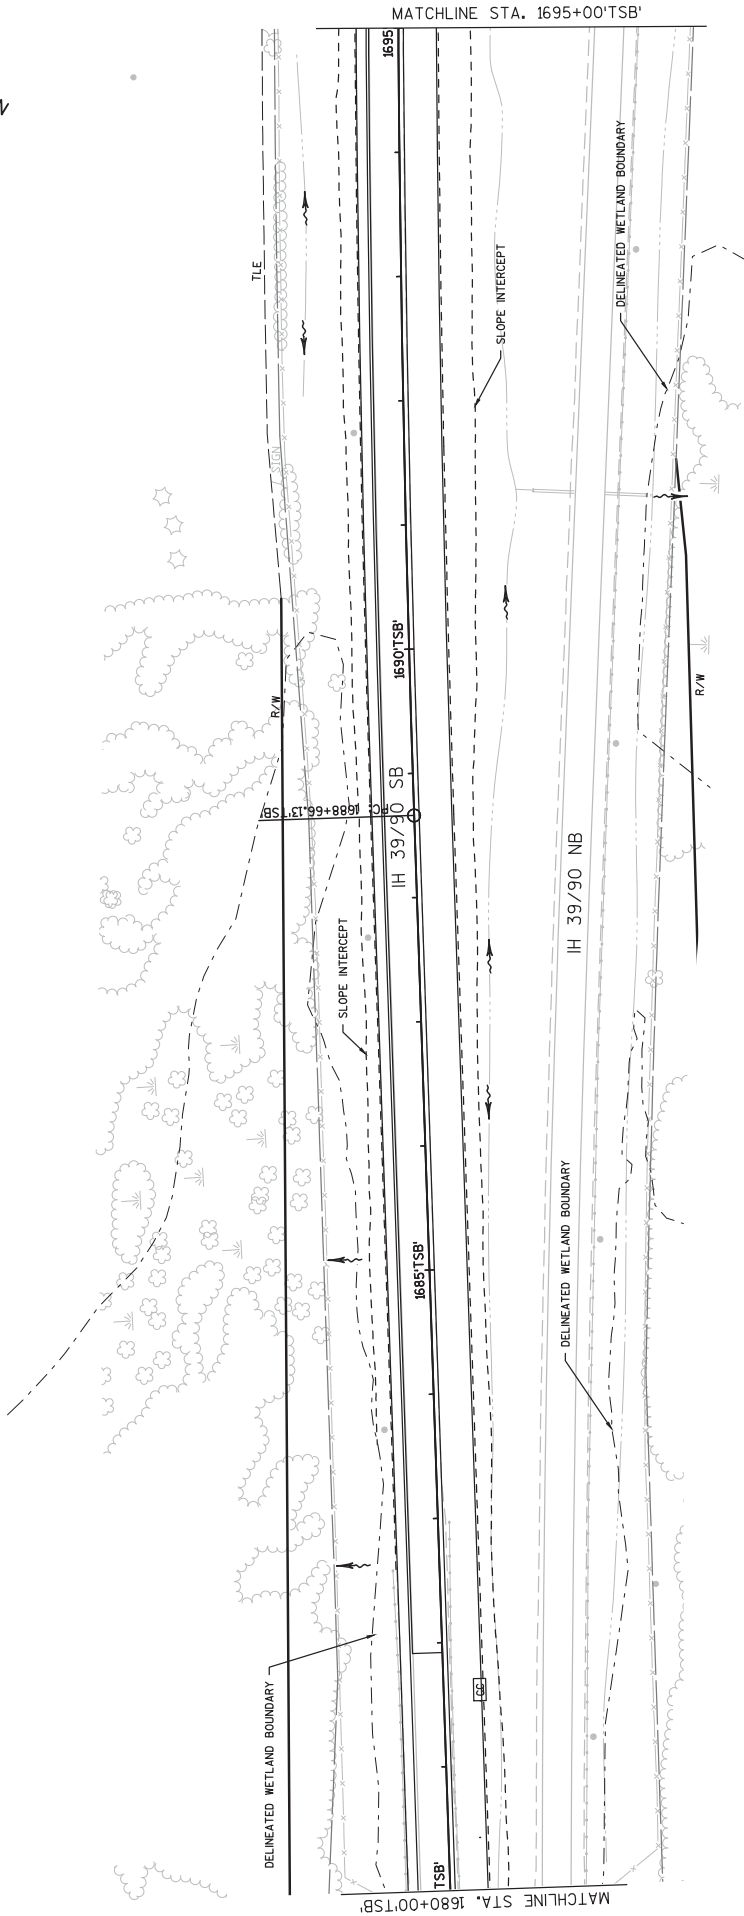 MATCHLINE STA. 1695+00'TSB'
1695
DELINEATED WETLAND BOUNDARY
TLE
SLOPE INTERCEPT
SIGN
1690'TSB'
R/W
R/W
PC: 1688+66.13'TSB'
IH 39/90 SB
IH 39/90 NB
SLOPE INTERCEPT
DELINEATED WETLAND BOUNDARY
1685'TSB'
CC
DELINEATED WETLAND BOUNDARY
TSB'
MATCHLINE STA. 1680+00'TSB'